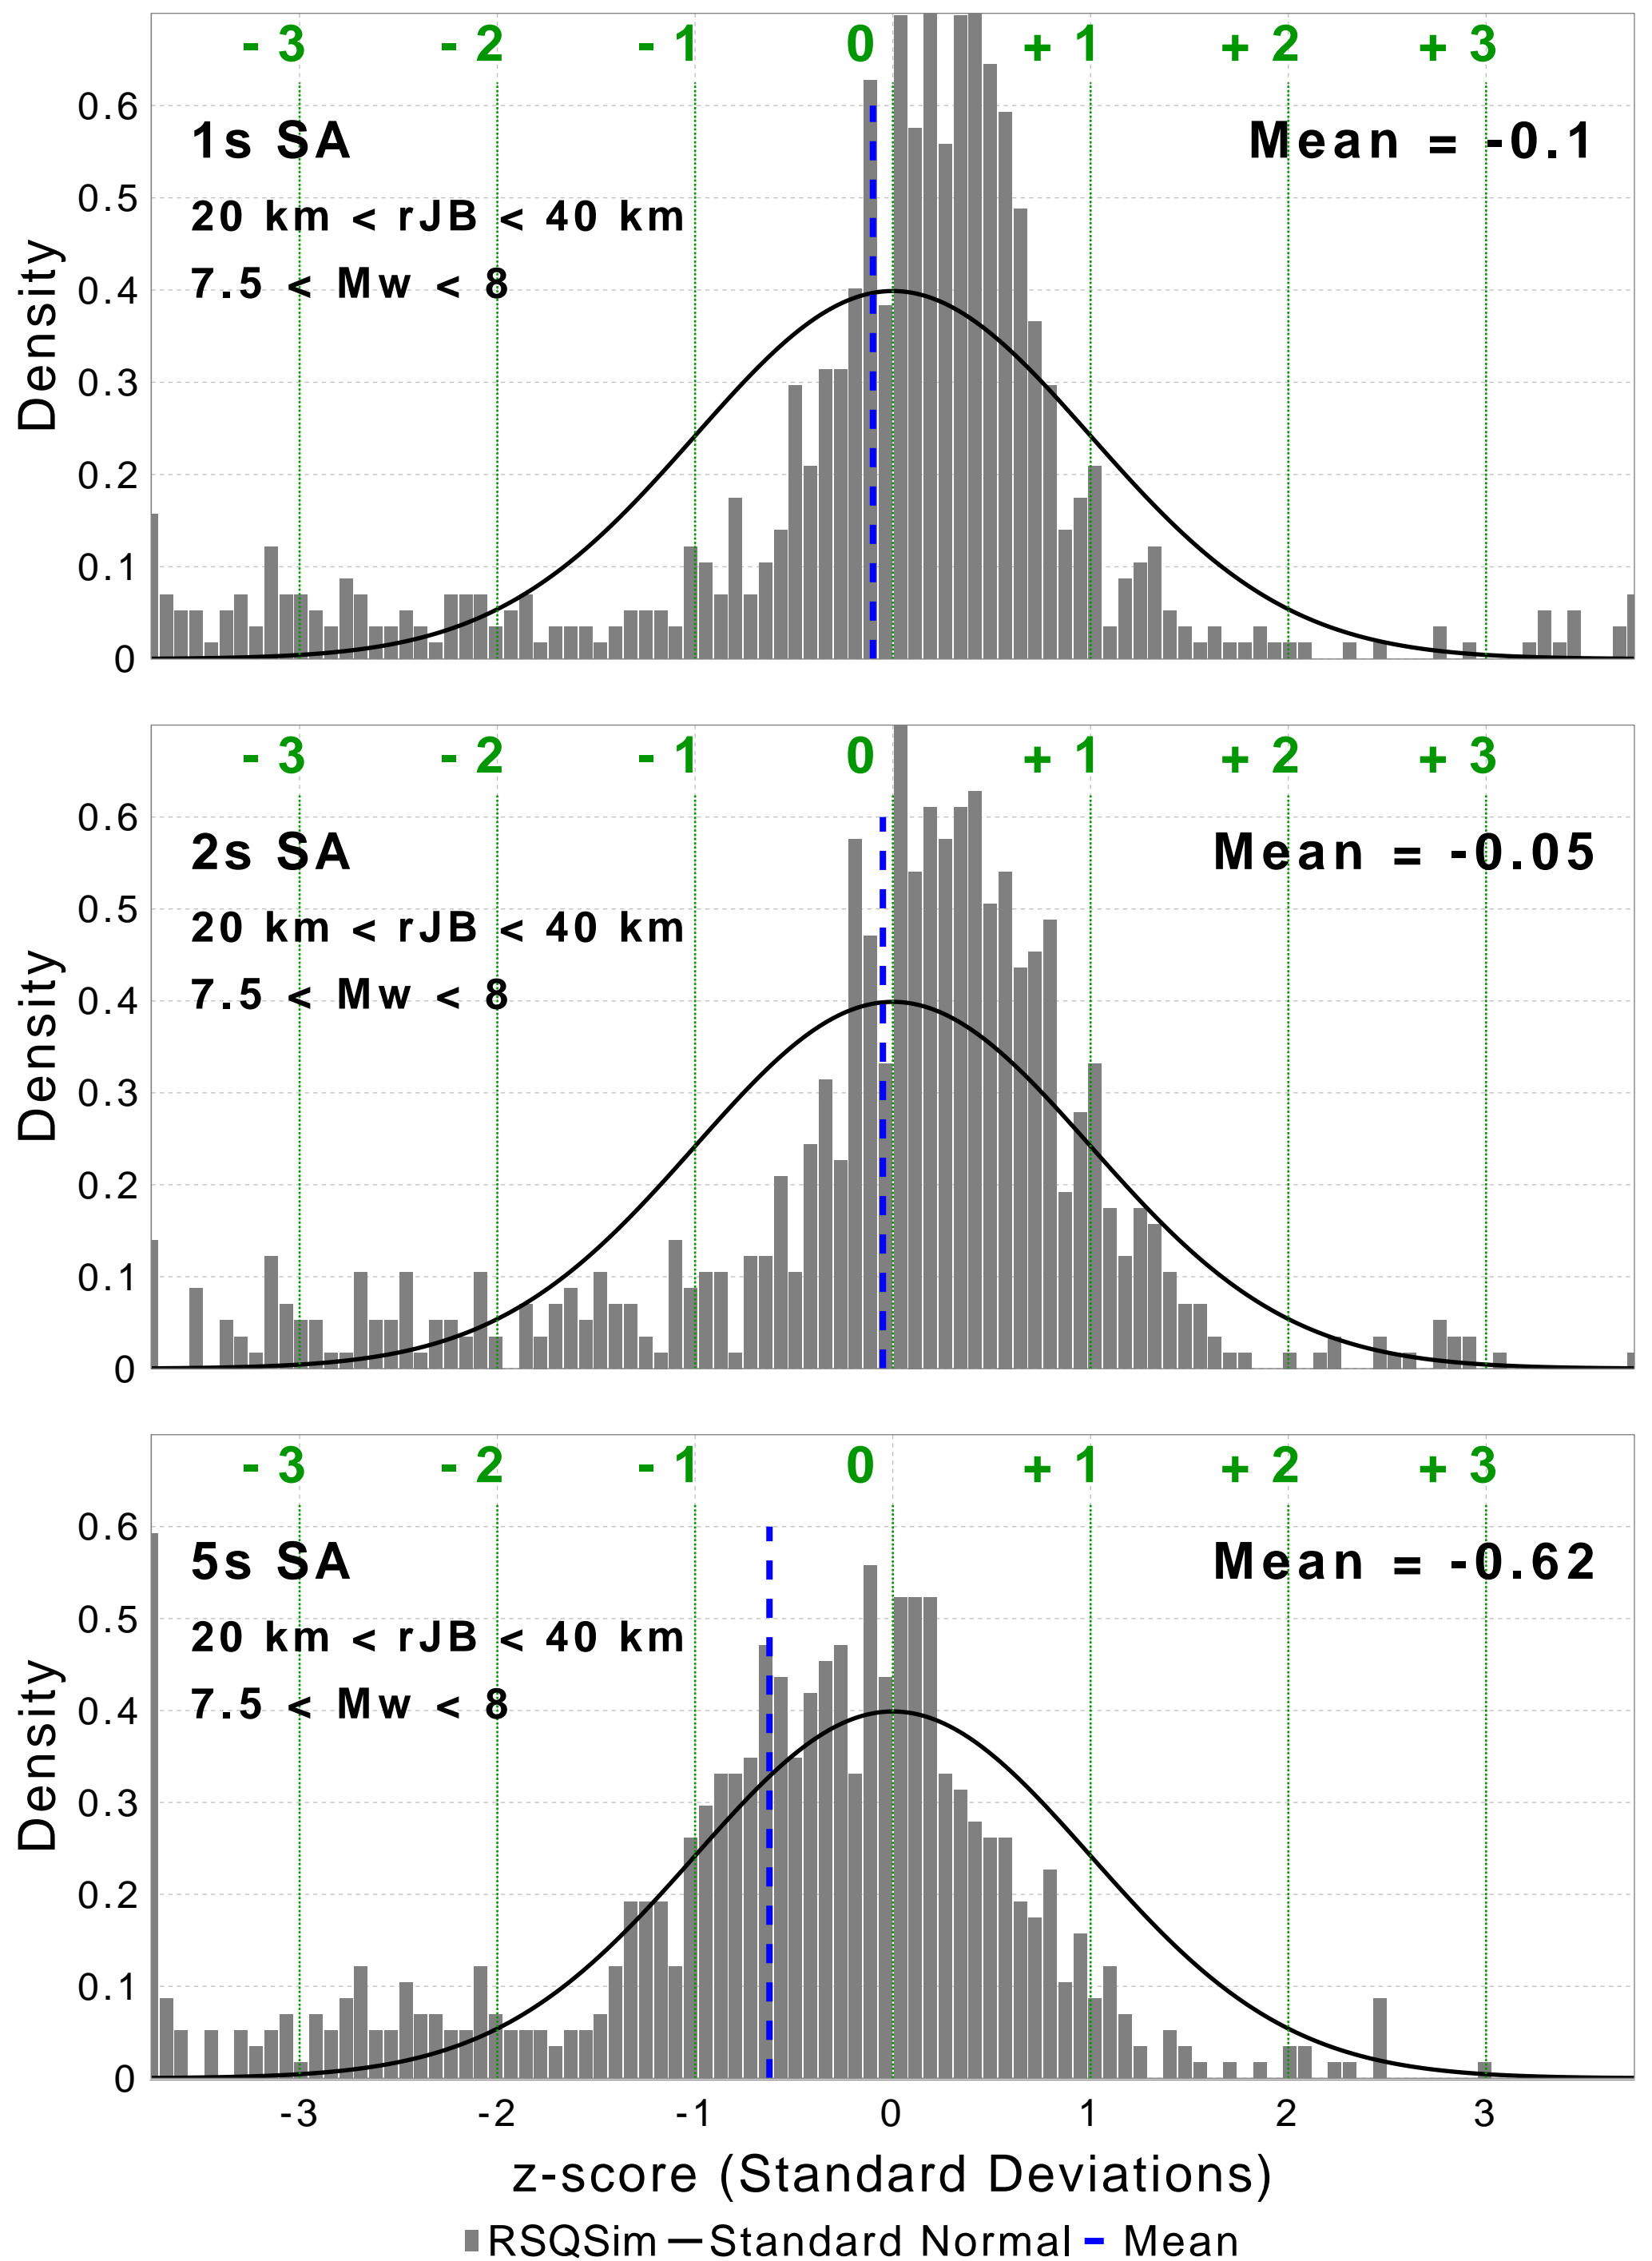 - 3 - 2 - 1 0 + 1 + 2 + 3
0.6
1s SA Mean = -0.1
0.5
20 km < rJB < 40 km
7.5 < Mw < 8
0.4
Density
0.3
0.2
0.1
0
- 3 - 2 - 1 0 + 1 + 2 + 3
0.6
2s SA Mean = -0.05
0.5
20 km < rJB < 40 km
7.5 < Mw < 8
0.4
Density
0.3
0.2
0.1
0
- 3 - 2 - 1 0 + 1 + 2 + 3
0.6
5s SA Mean = -0.62
0.5
20 km < rJB < 40 km
7.5 < Mw < 8
0.4
Density
0.3
0.2
0.1
0
-3 -2 -1 0 1 2 3
z-score (Standard Deviations)
RSQSim Standard Normal Mean